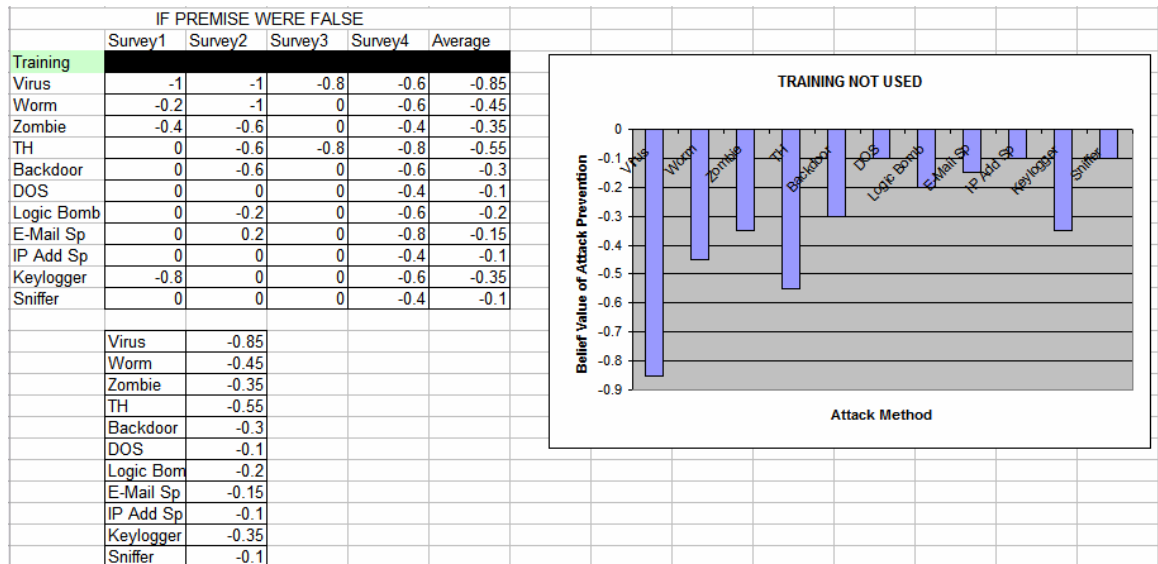 IF PREMISE WERE FALSE
Survey1 Survey2 Survey3 Survey4 Average
Training
Virus -1 -1 -0.8 -0.6 -0.85
Worm -0.2 -1 0 -0.6 -0.45
Zombie -0.4 -0.6 0 -0.4 -0.35
TH 0 -0.6 -0.8 -0.8 -0.55
Backdoor 0 -0.6 0 -0.6 -0.3
DOS 0 0 0 -0.4 -0.1
Logic Bomb 0 -0.2 0 -0.6 -0.2
E-Mail Sp 0 0.2 0 -0.8 -0.15
IP Add Sp 0 0 0 -0.4 -0.1
Keylogger -0.8 0 0 -0.6 -0.35
Sniffer 0 0 0 -0.4 -0.1
Virus -0.85
Worm -0.45
Zombie -0.35
TH -0.55
Backdoor -0.3
DOS -0.1
Logic Bom -0.2
E-Mail Sp -0.15
IP Add Sp -0.1
Keylogger -0.35
Sniffer -0.1
TRAINING NOT USED
Belief Value of Attack Prevention
0
-0.1
-0.2
-0.3
-0.4
-0.5
-0.6
-0.7
-0.8
-0.9
Virus
Worm
Zombie
TH
Backdoor
DOS
Logic Bomb
E-Mail Sp
IP Add Sp
Keylogger
Sniffer
Attack Method